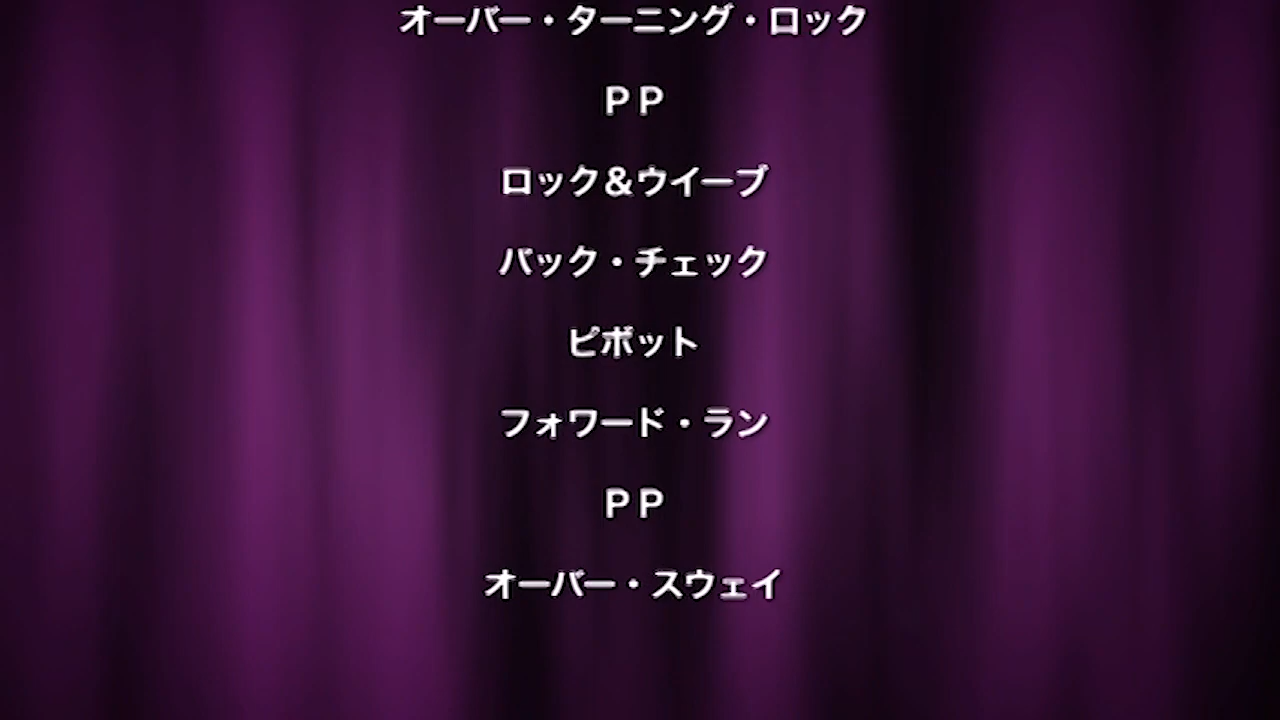 オーバー・ターニング・ロック
ＰＰ
ロック＆ウイーブ
バック・チェック
ピボット
フォワード・ラン
ＰＰ
オーバー・スウェイ